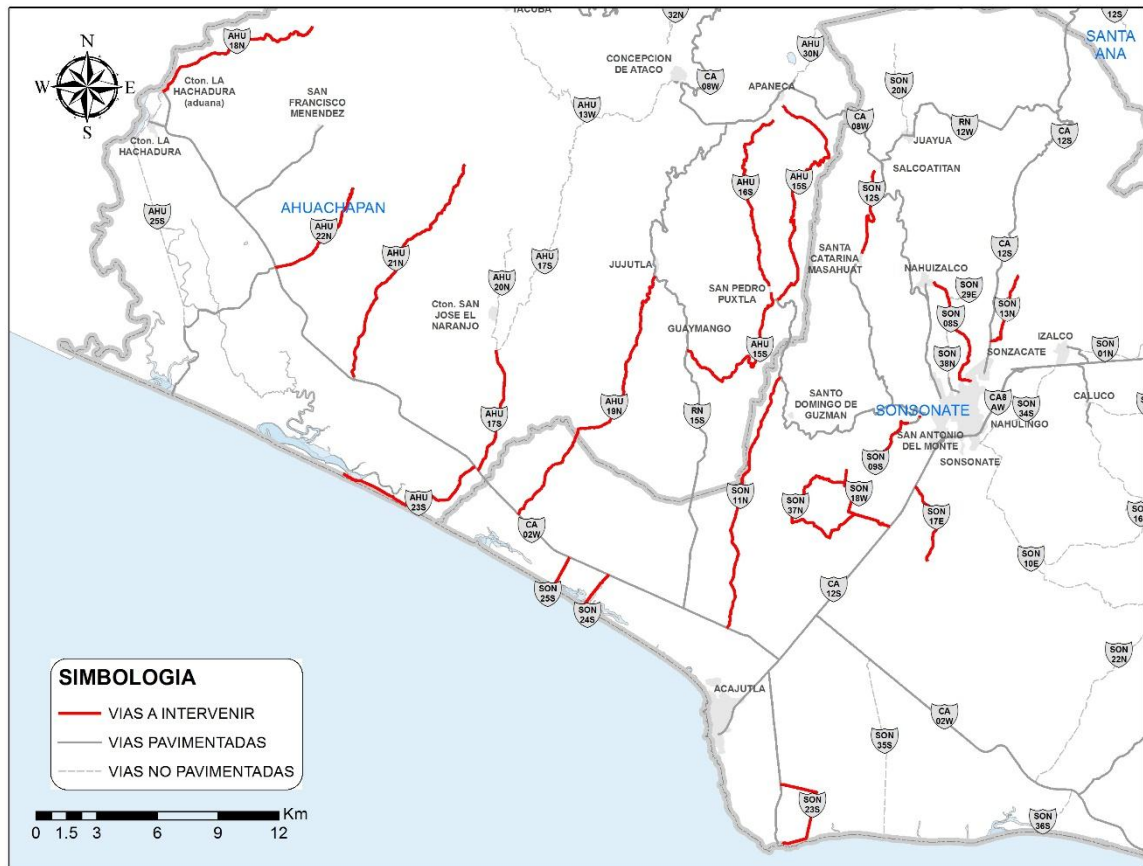 TACUBA
32N
12S
SANTA
ANA
N
W
E
S
AHU
18N
Cton. LA
HACHADURA
(aduana)
SAN
FRANCISCO
MENENDEZ
Cton. LA
HACHADURA
CONCEPCION
DE ATACO
CA
08W
AHU
30N
APANECA
AHU
13W
SON
20N
CA
08W
JUAYUA
RN
12W
CA
12S
SALCOATITAN
AHU
16S
AHU
15S
SON
12S
AHU
25S
AHUACHAPAN
AHU
22N
AHU
21N
AHU
17S
AHU
20N
Cton. SAN
JOSE EL
NARANJO
JUJUTLA
SANTA
CATARINA
MASAHUAT
CA
12S
NAHUIZALCO
SON
29E
SAN PEDRO
PUXTLA
GUAYMANGO
AHU
15S
SON
08S
SON
13N
SON
38N
SONZACATE
IZALCO
SON
01N
SANTO
DOMINGO DE
GUZMAN
AHU
17S
AHU
19N
RN
15S
SONSONATE
CA8
AW
SON
34S
CALUCO
NAHULINGO
SAN ANTONIO
DEL MONTE
SONSONATE
SON
09S
AHU
23S
SON
11N
SON
37N
SON
18W
SON
17E
CA
02W
SON
10E
SON
25S
SON
24S
CA
12S
SON
22N
ACAJUTLA
CA
02W
SON
35S
SON
23S
SON
36S
SIMBOLOGIA
VIAS A INTERVENIR
VIAS PAVIMENTADAS
VIAS NO PAVIMENTADAS
Km
0 1.5 3 6 9 12